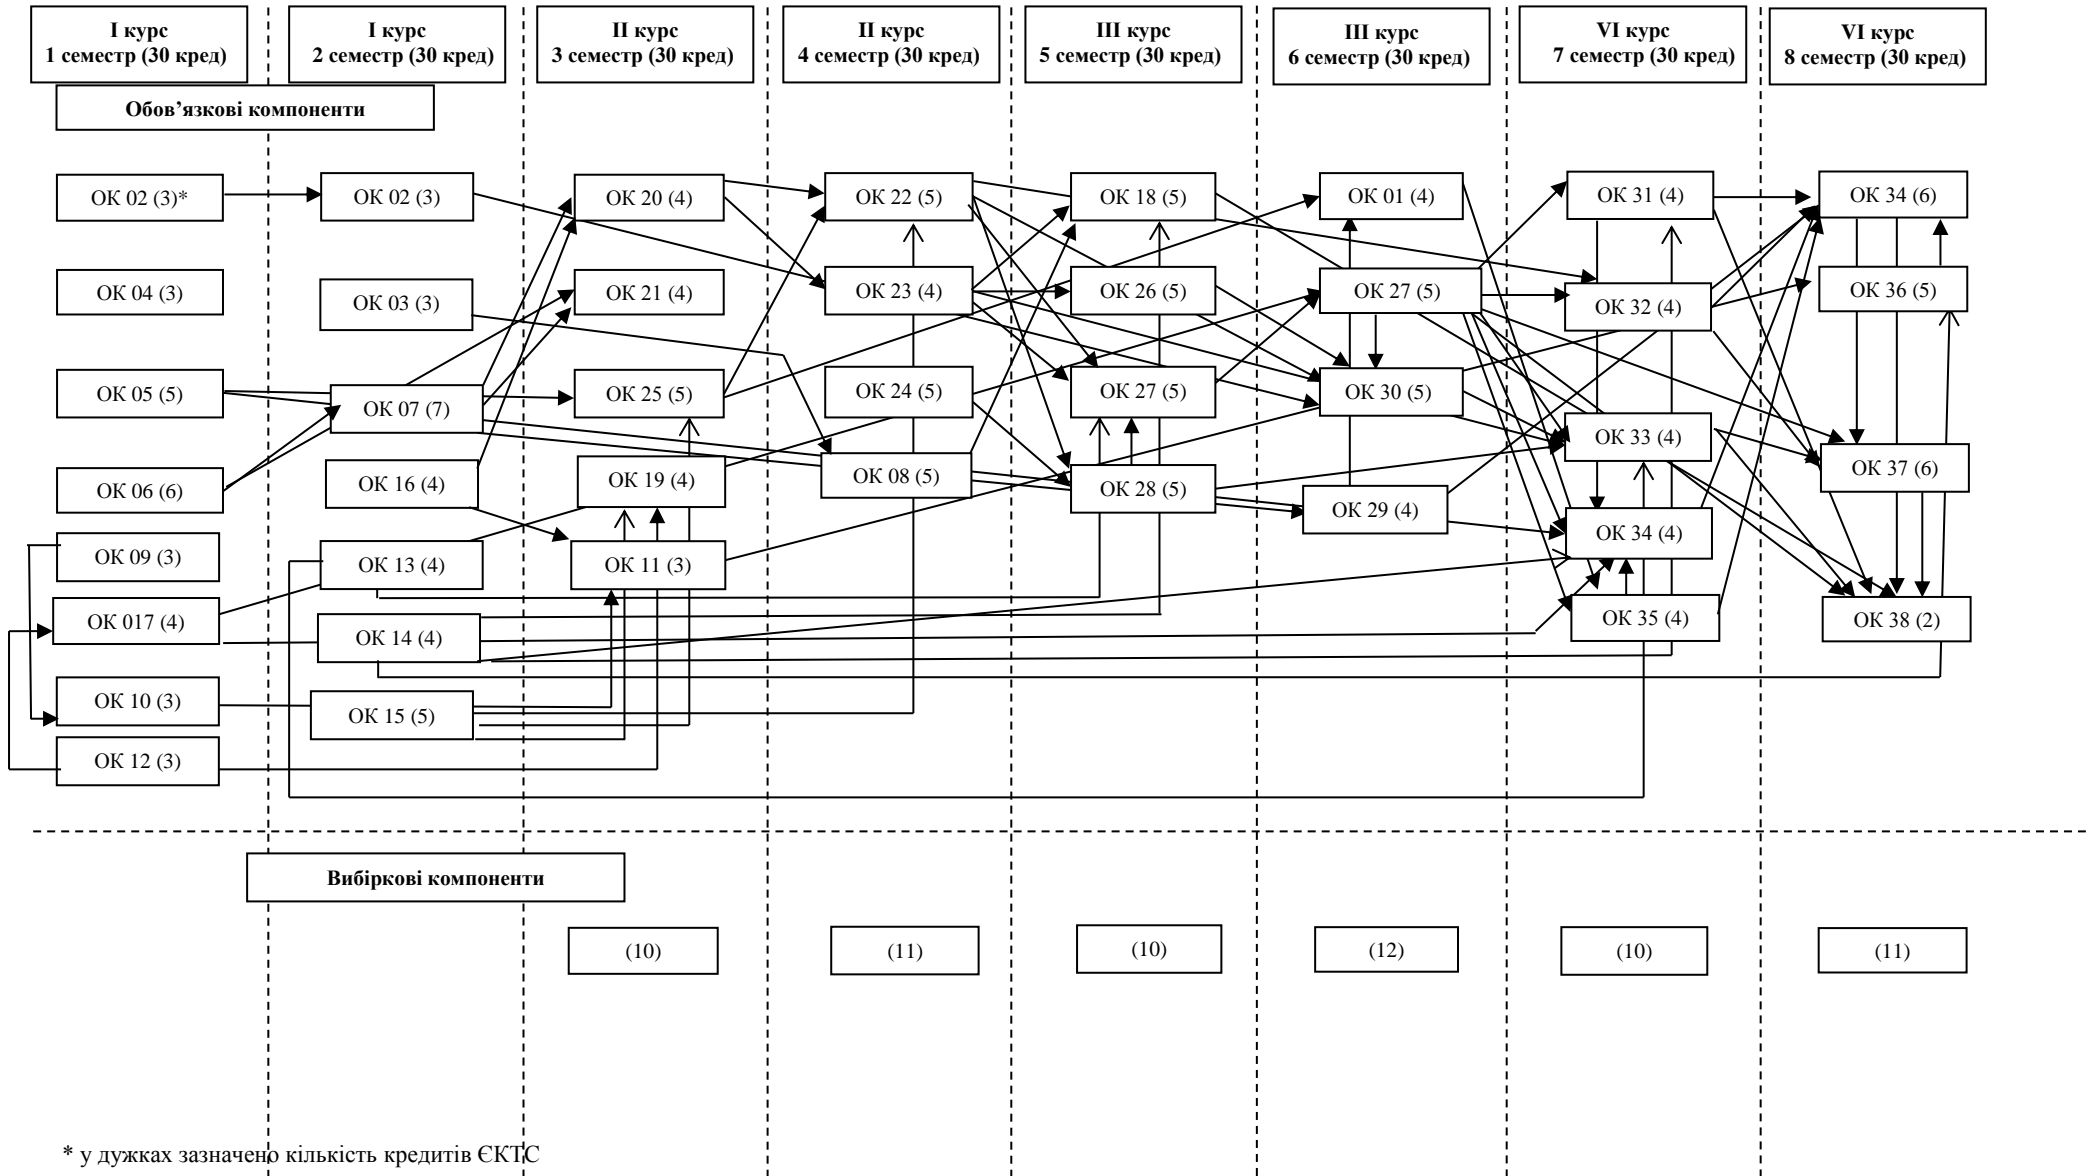 І курс
1 семестр (30 кред)
І курс
2 семестр (30 кред)
ІІ курс
3 семестр (30 кред)
ІІ курс
4 семестр (30 кред)
ІІІ курс
5 семестр (30 кред)
ІІІ курс
6 семестр (30 кред)
VI курс
7 семестр (30 кред)
VI курс
8 семестр (30 кред)
Обов’язкові компоненти
ОК 02 (3)*
ОК 04 (3)
ОК 05 (5)
ОК 06 (6)
ОК 09 (3)
ОК 017 (4)
ОК 10 (3)
ОК 12 (3)
ОК 02 (3)
ОК 03 (3)
ОК 07 (7)
ОК 16 (4)
ОК 13 (4)
ОК 14 (4)
ОК 15 (5)
ОК 20 (4)
ОК 21 (4)
ОК 25 (5)
ОК 19 (4)
ОК 11 (3)
ОК 22 (5)
ОК 23 (4)
ОК 24 (5)
ОК 08 (5)
ОК 18 (5)
ОК 26 (5)
ОК 27 (5)
ОК 28 (5)
ОК 01 (4)
ОК 27 (5)
ОК 30 (5)
ОК 29 (4)
ОК 31 (4)
ОК 32 (4)
ОК 33 (4)
ОК 34 (4)
ОК 35 (4)
ОК 34 (6)
ОК 36 (5)
ОК 37 (6)
ОК 38 (2)
Вибіркові компоненти
(10)
(11)
(10)
(12)
(10)
(11)
* у дужках зазначено кількість кредитів ЄКТС